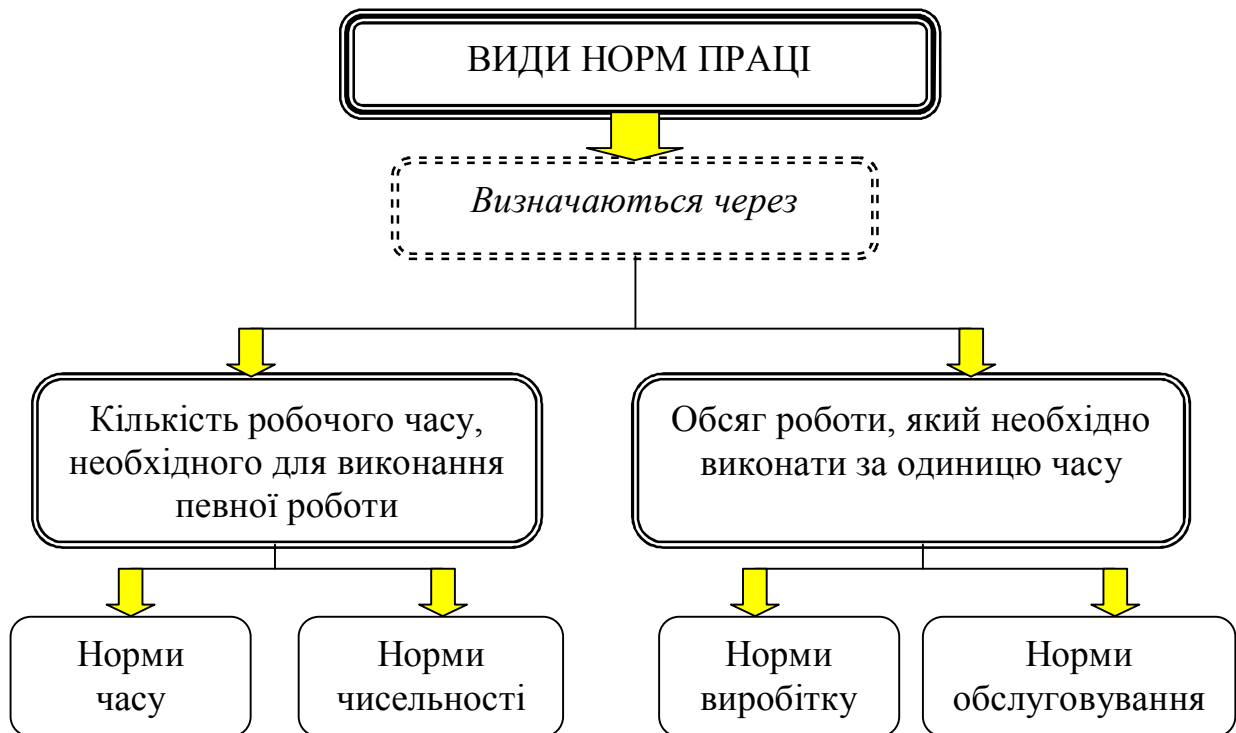 ВИДИ НОРМ ПРАЦІ
Визначаються через
Кількість робочого часу,
необхідного для виконання
певної роботи
Обсяг роботи, який необхідно
виконати за одиницю часу
Норми
часу
Норми
чисельності
Норми
виробітку
Норми
обслуговування